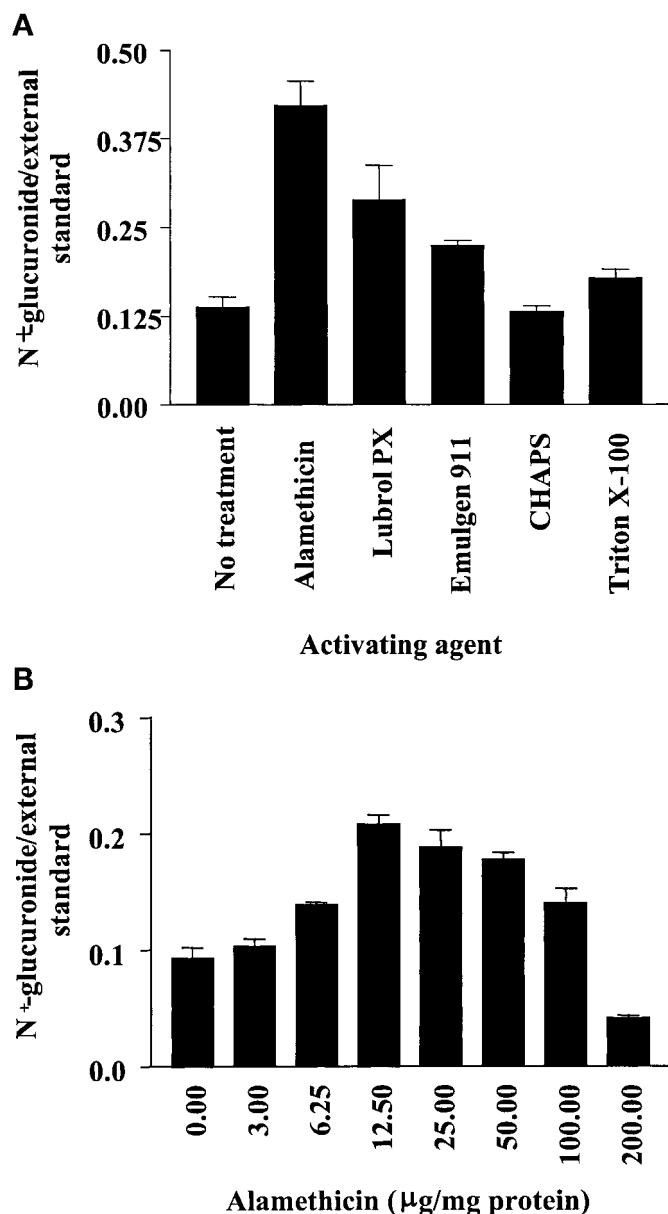 A
N +-glucuronide/external
standard
0.50
0.375
0.25
0.125
0.00
No treatment
Alamethicin
Lubrol PX
Emulgen 911
CHAPS
Triton X-100
Activating agent
B
N +-glucuronide/external
standard
0.3
0.2
0.1
0.0
0.00
3.00
6.25
12.50
25.00
50.00
100.00
200.00
Alamethicin (μg/mg protein)